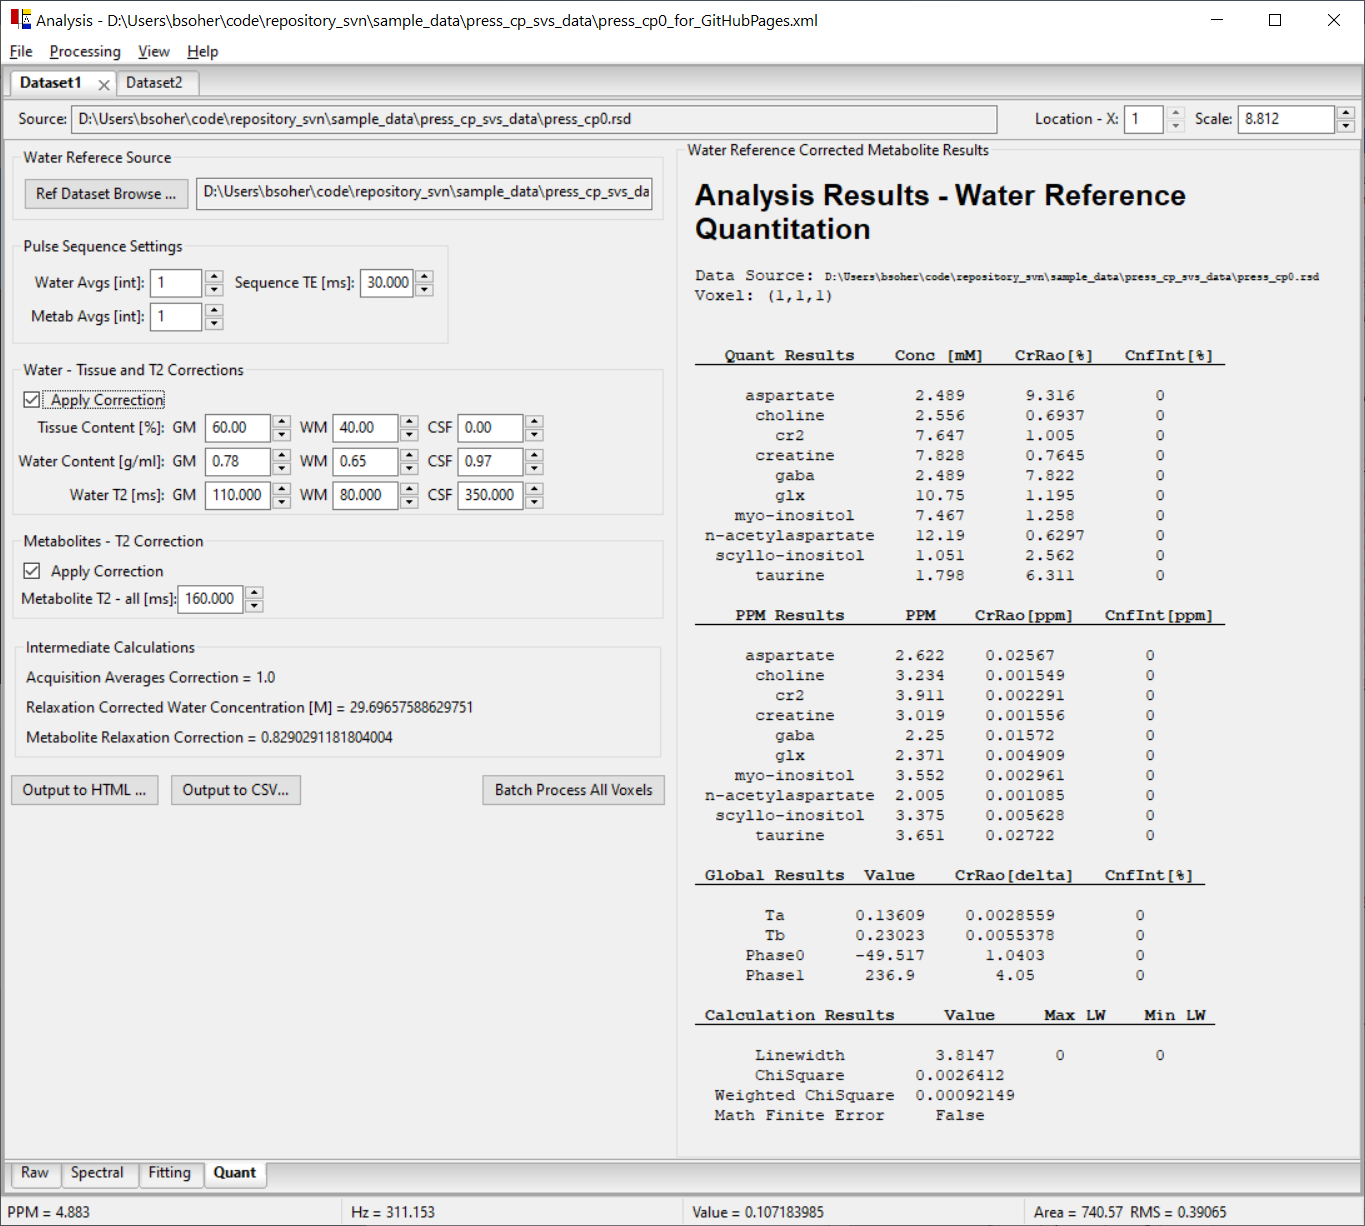 Analysis - D:\Users\bsoher\code\repository_svn\sample_data\press_cp_svs_data\press_cp0_for_GitHubPages.xml
File Processing View Help
Dataset1 Dataset2
Source: D:\Users\bsoher\code\repository_svn\sample_data\press_cp_svs_data\press_cp0.rsd Location - X: 1 Scale: 8.812
Water Referece Source
Ref Dataset Browse ... D:\Users\bsoher\code\repository_svn\sample_data\press_cp_svs_da
Pulse Sequence Settings
Water Avgs [int]: 1 Sequence TE [ms]: 30.000
Metab Avgs [int]: 1
Water - Tissue and T2 Corrections
Apply Correction
Tissue Content [%]: GM 60.00 WM 40.00 CSF 0.00
Water Content [g/ml]: GM 0.78 WM 0.65 CSF 0.97
Water T2 [ms]: GM 110.000 WM 80.000 CSF 350.000
Metabolites - T2 Correction
Apply Correction
Metabolite T2 - all [ms]: 160.000
Intermediate Calculations
Acquisition Averages Correction = 1.0
Relaxation Corrected Water Concentration [M] = 29.69657588629751
Metabolite Relaxation Correction = 0.8290291181804004
Output to HTML ... Output to CSV... Batch Process All Voxels
Water Reference Corrected Metabolite Results
Analysis Results - Water Reference
Quantitation
Data Source: D:\Users\bsoher\code\repository_svn\sample_data\press_cp_svs_data\press_cp0.rsd
Voxel: (1,1,1)
Quant Results Conc [mM] CrRao[%] CnfInt[%]
aspartate 2.489 9.316 0
choline 2.556 0.6937 0
cr2 7.647 1.005 0
creatine 7.828 0.7645 0
gaba 2.489 7.822 0
glx 10.75 1.195 0
myo-inositol 7.467 1.258 0
n-acetylaspartate 12.19 0.6297 0
scyllo-inositol 1.051 2.562 0
taurine 1.798 6.311 0
PPM Results PPM CrRao[ppm] CnfInt[ppm]
aspartate 2.622 0.02567 0
choline 3.234 0.001549 0
cr2 3.911 0.002291 0
creatine 3.019 0.001556 0
gaba 2.25 0.01572 0
glx 2.371 0.004909 0
myo-inositol 3.552 0.002961 0
n-acetylaspartate 2.005 0.001085 0
scyllo-inositol 3.375 0.005628 0
taurine 3.651 0.02722 0
Global Results Value CrRao[delta] CnfInt[%]
Ta 0.13609 0.0028559 0
Tb 0.23023 0.0055378 0
Phase0 -49.517 1.0403 0
Phase1 236.9 4.05 0
Calculation Results Value Max LW Min LW
Linewidth 3.8147 0 0
ChiSquare 0.0026412
Weighted ChiSquare 0.00092149
Math Finite Error False
Raw Spectral Fitting Quant
PPM = 4.883 Hz = 311.153 Value = 0.107183985 Area = 740.57 RMS = 0.39065